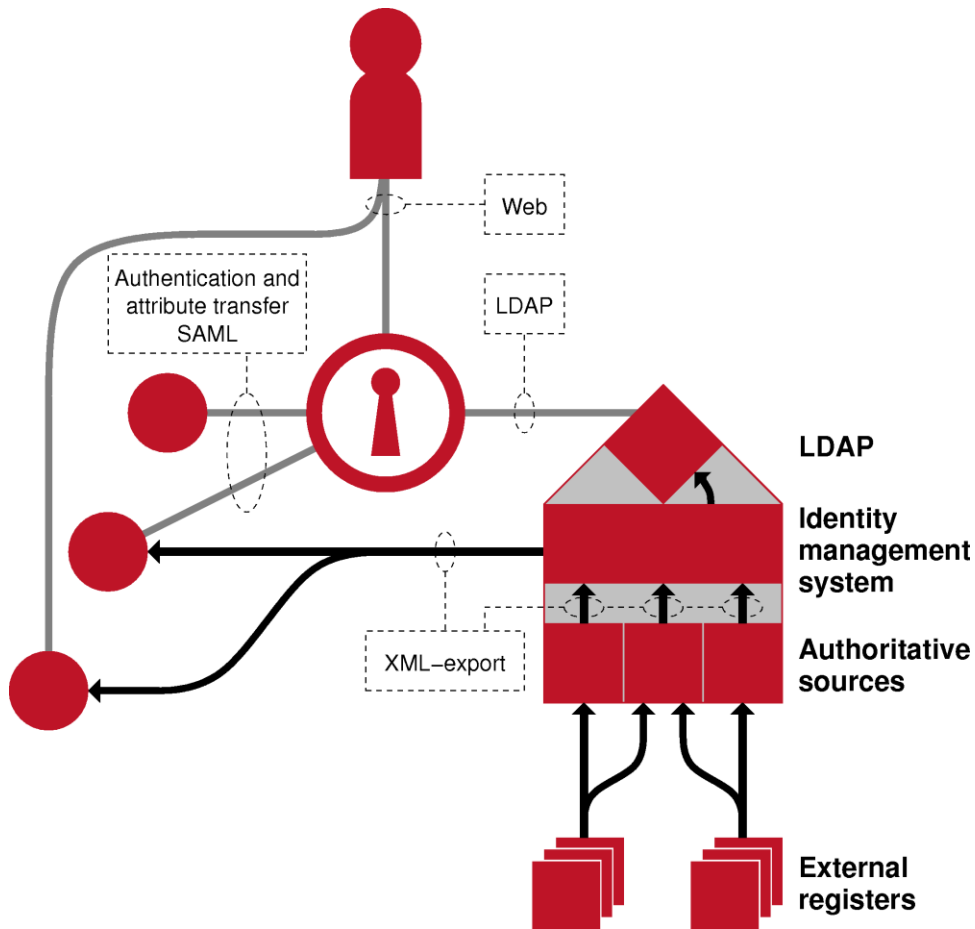 Web
Authentication and
attribute transfer
SAML
LDAP
LDAP
Identity
management
system
XML–export
Authoritative
sources
External
registers